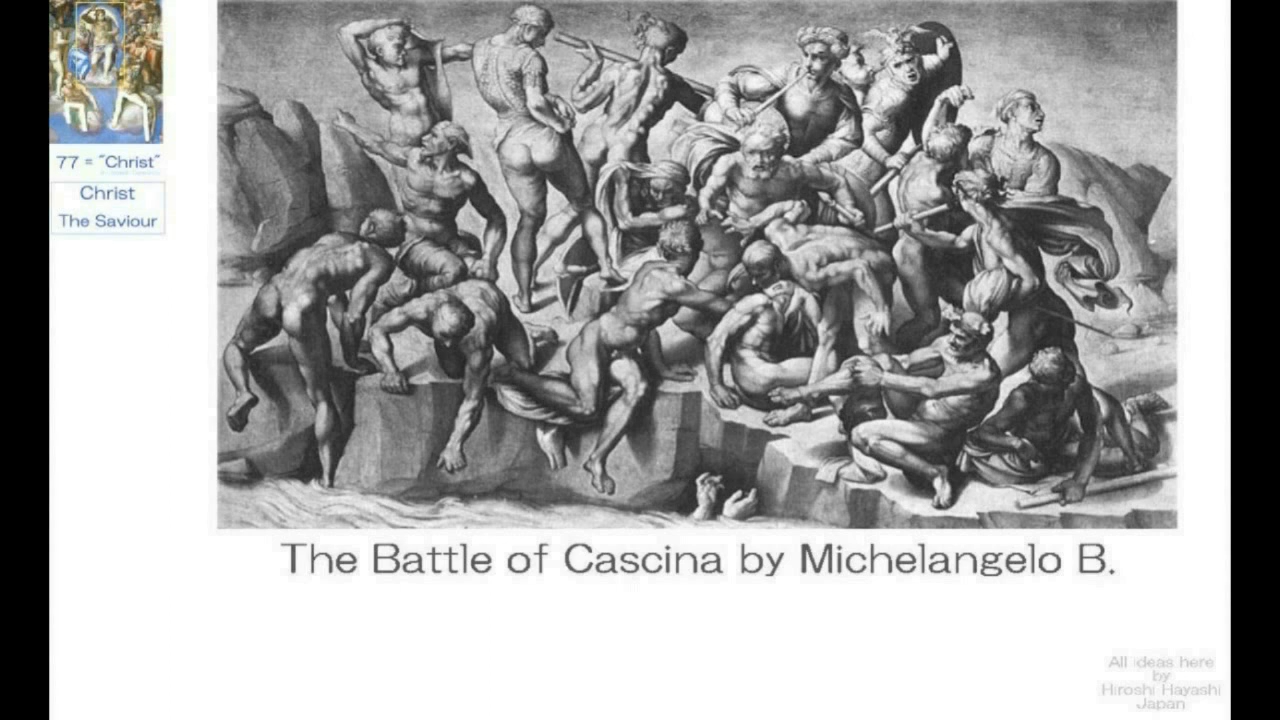 77 = "Christ"
Christ
The Saviour
The Battle of Cascina by Michelangelo B.
All ideas here
by
Hiroshi Hayashi
Japan